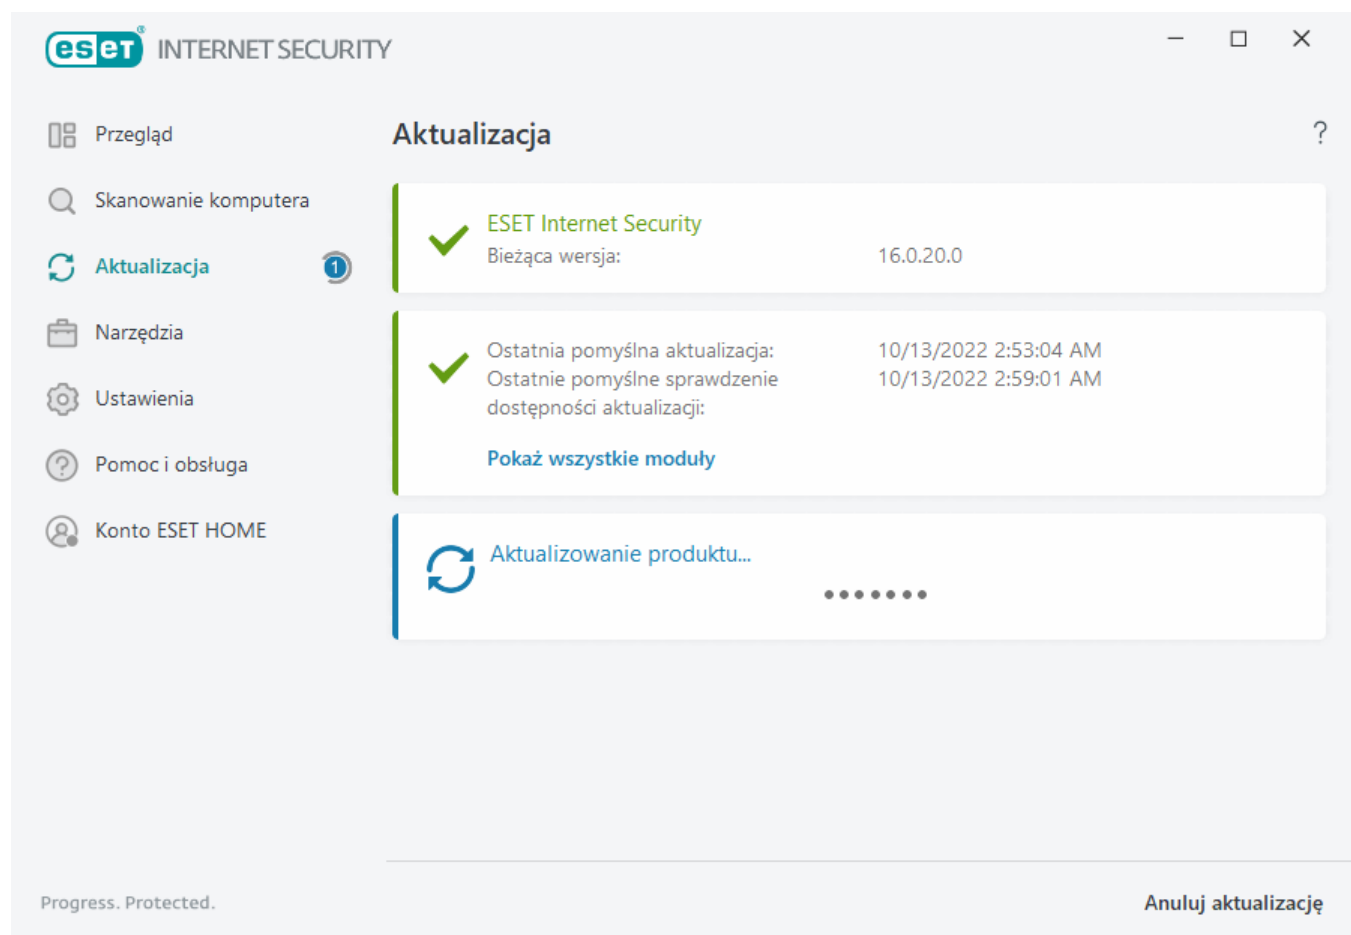 eset® INTERNET SECURITY
Przegląd
Skanowanie komputera
Aktualizacja 1
Narzędzia
Ustawienia
Pomoc i obsługa
Konto ESET HOME
Aktualizacja ?
ESET Internet Security
Bieżąca wersja: 16.0.20.0
Ostatnia pomyślna aktualizacja: 10/13/2022 2:53:04 AM
Ostatnie pomyślne sprawdzenie 10/13/2022 2:59:01 AM
dostępności aktualizacji:
Pokaż wszystkie moduły
Aktualizowanie produktu...
Progress. Protected.
Anuluj aktualizację